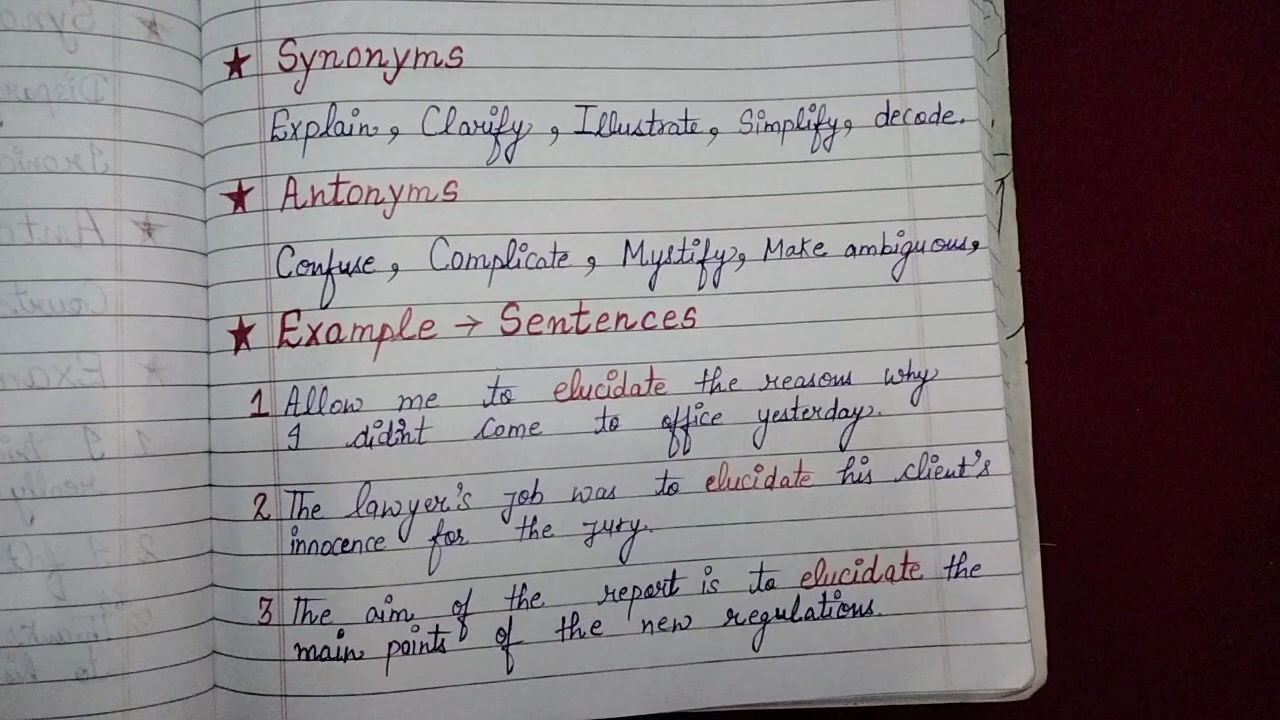 ★ Synonyms
Explain, Clarify, Illustrate, Simplify, decode.
★ Antonyms
Confuse, Complicate, Mystify, Make ambiguous,
★ Example → Sentences
1 Allow me to elucidate the reasons why
I didn't come to office yesterday.
2 The lawyer's job was to elucidate his client's
innocence for the jury.
3 The aim of the report is to elucidate the
main points of the new regulations.